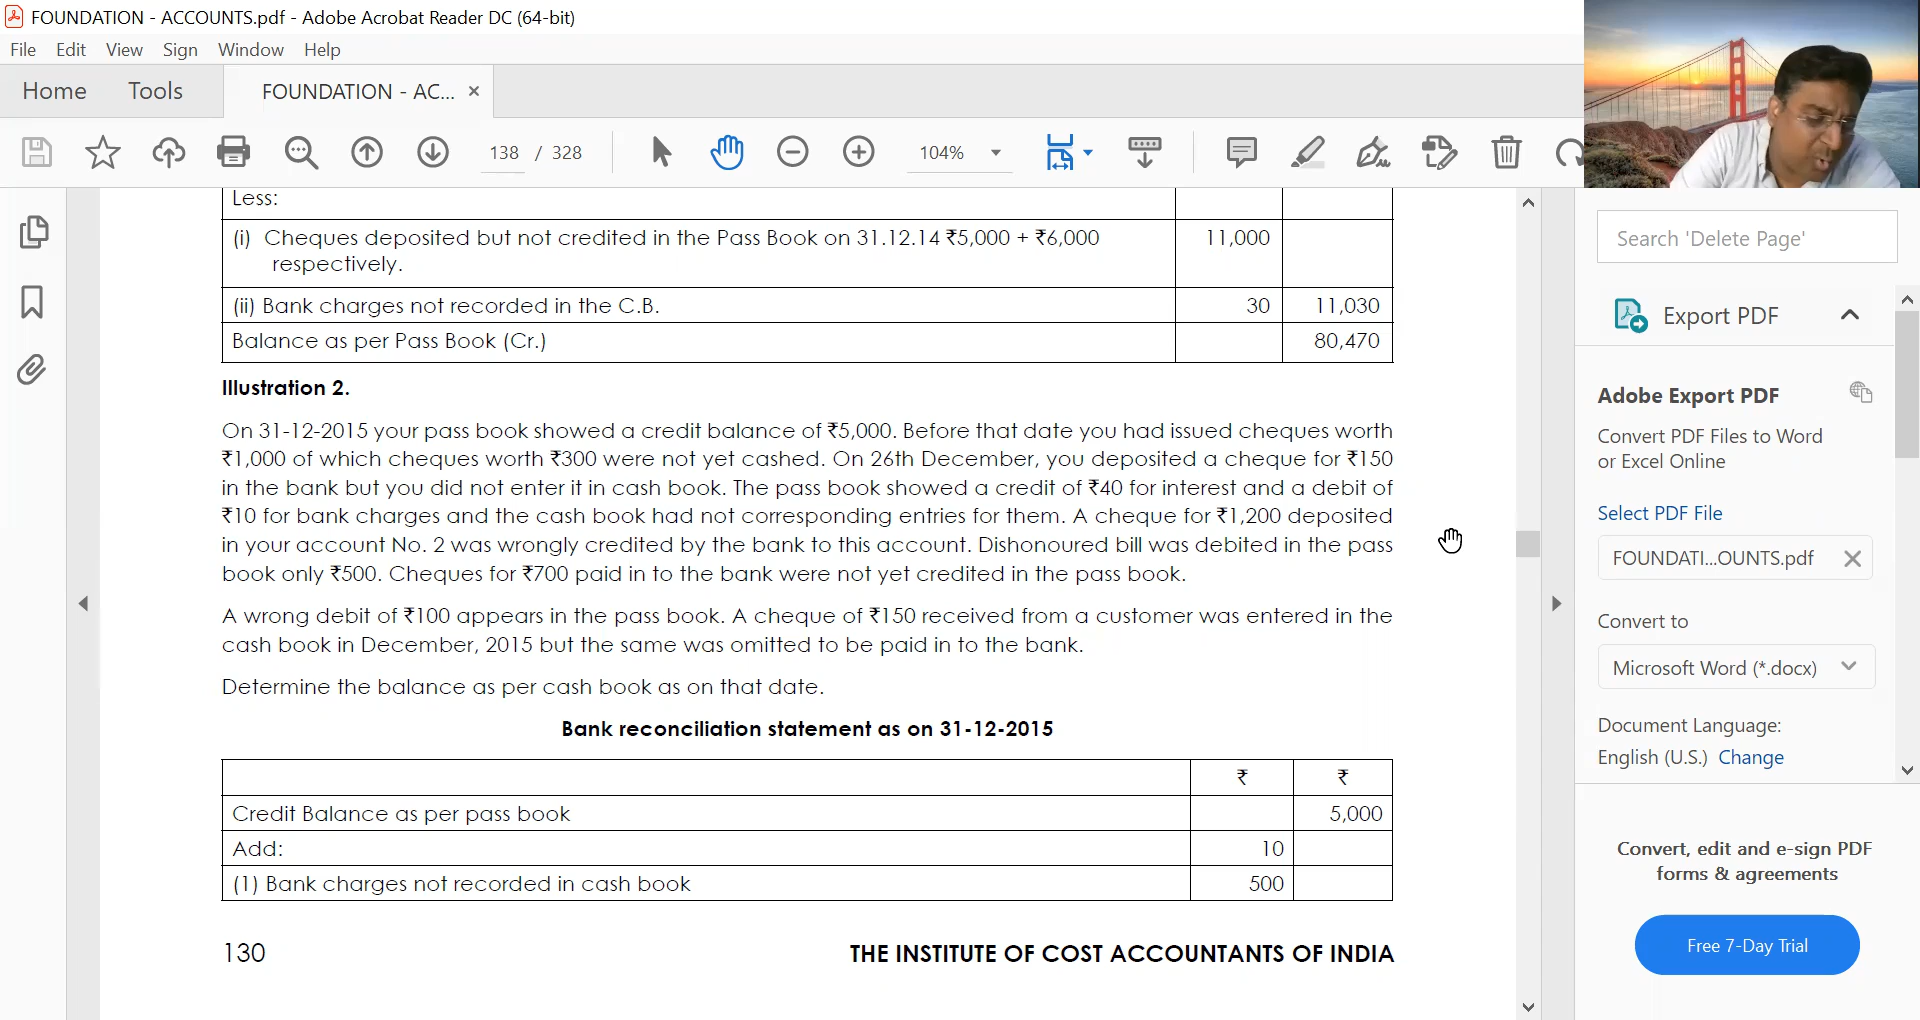 FOUNDATION - ACCOUNTS.pdf - Adobe Acrobat Reader DC (64-bit)
File Edit View Sign Window Help
Home Tools FOUNDATION - AC... ×
138 / 328 104%
Less:
(i) Cheques deposited but not credited in the Pass Book on 31.12.14 ₹5,000 + ₹6,000 11,000
respectively.
(ii) Bank charges not recorded in the C.B. 30 11,030
Balance as per Pass Book (Cr.) 80,470
Illustration 2.
On 31-12-2015 your pass book showed a credit balance of ₹5,000. Before that date you had issued cheques worth
₹1,000 of which cheques worth ₹300 were not yet cashed. On 26th December, you deposited a cheque for ₹150
in the bank but you did not enter it in cash book. The pass book showed a credit of ₹40 for interest and a debit of
₹10 for bank charges and the cash book had not corresponding entries for them. A cheque for ₹1,200 deposited
in your account No. 2 was wrongly credited by the bank to this account. Dishonoured bill was debited in the pass
book only ₹500. Cheques for ₹700 paid in to the bank were not yet credited in the pass book.
A wrong debit of ₹100 appears in the pass book. A cheque of ₹150 received from a customer was entered in the
cash book in December, 2015 but the same was omitted to be paid in to the bank.
Determine the balance as per cash book as on that date.
Bank reconciliation statement as on 31-12-2015
₹ ₹
Credit Balance as per pass book 5,000
Add: 10
(1) Bank charges not recorded in cash book 500
130 THE INSTITUTE OF COST ACCOUNTANTS OF INDIA
Search 'Delete Page'
Export PDF
Adobe Export PDF
Convert PDF Files to Word
or Excel Online
Select PDF File
FOUNDATI...OUNTS.pdf
Convert to
Microsoft Word (*.docx)
Document Language:
English (U.S.) Change
Convert, edit and e-sign PDF
forms & agreements
Free 7-Day Trial